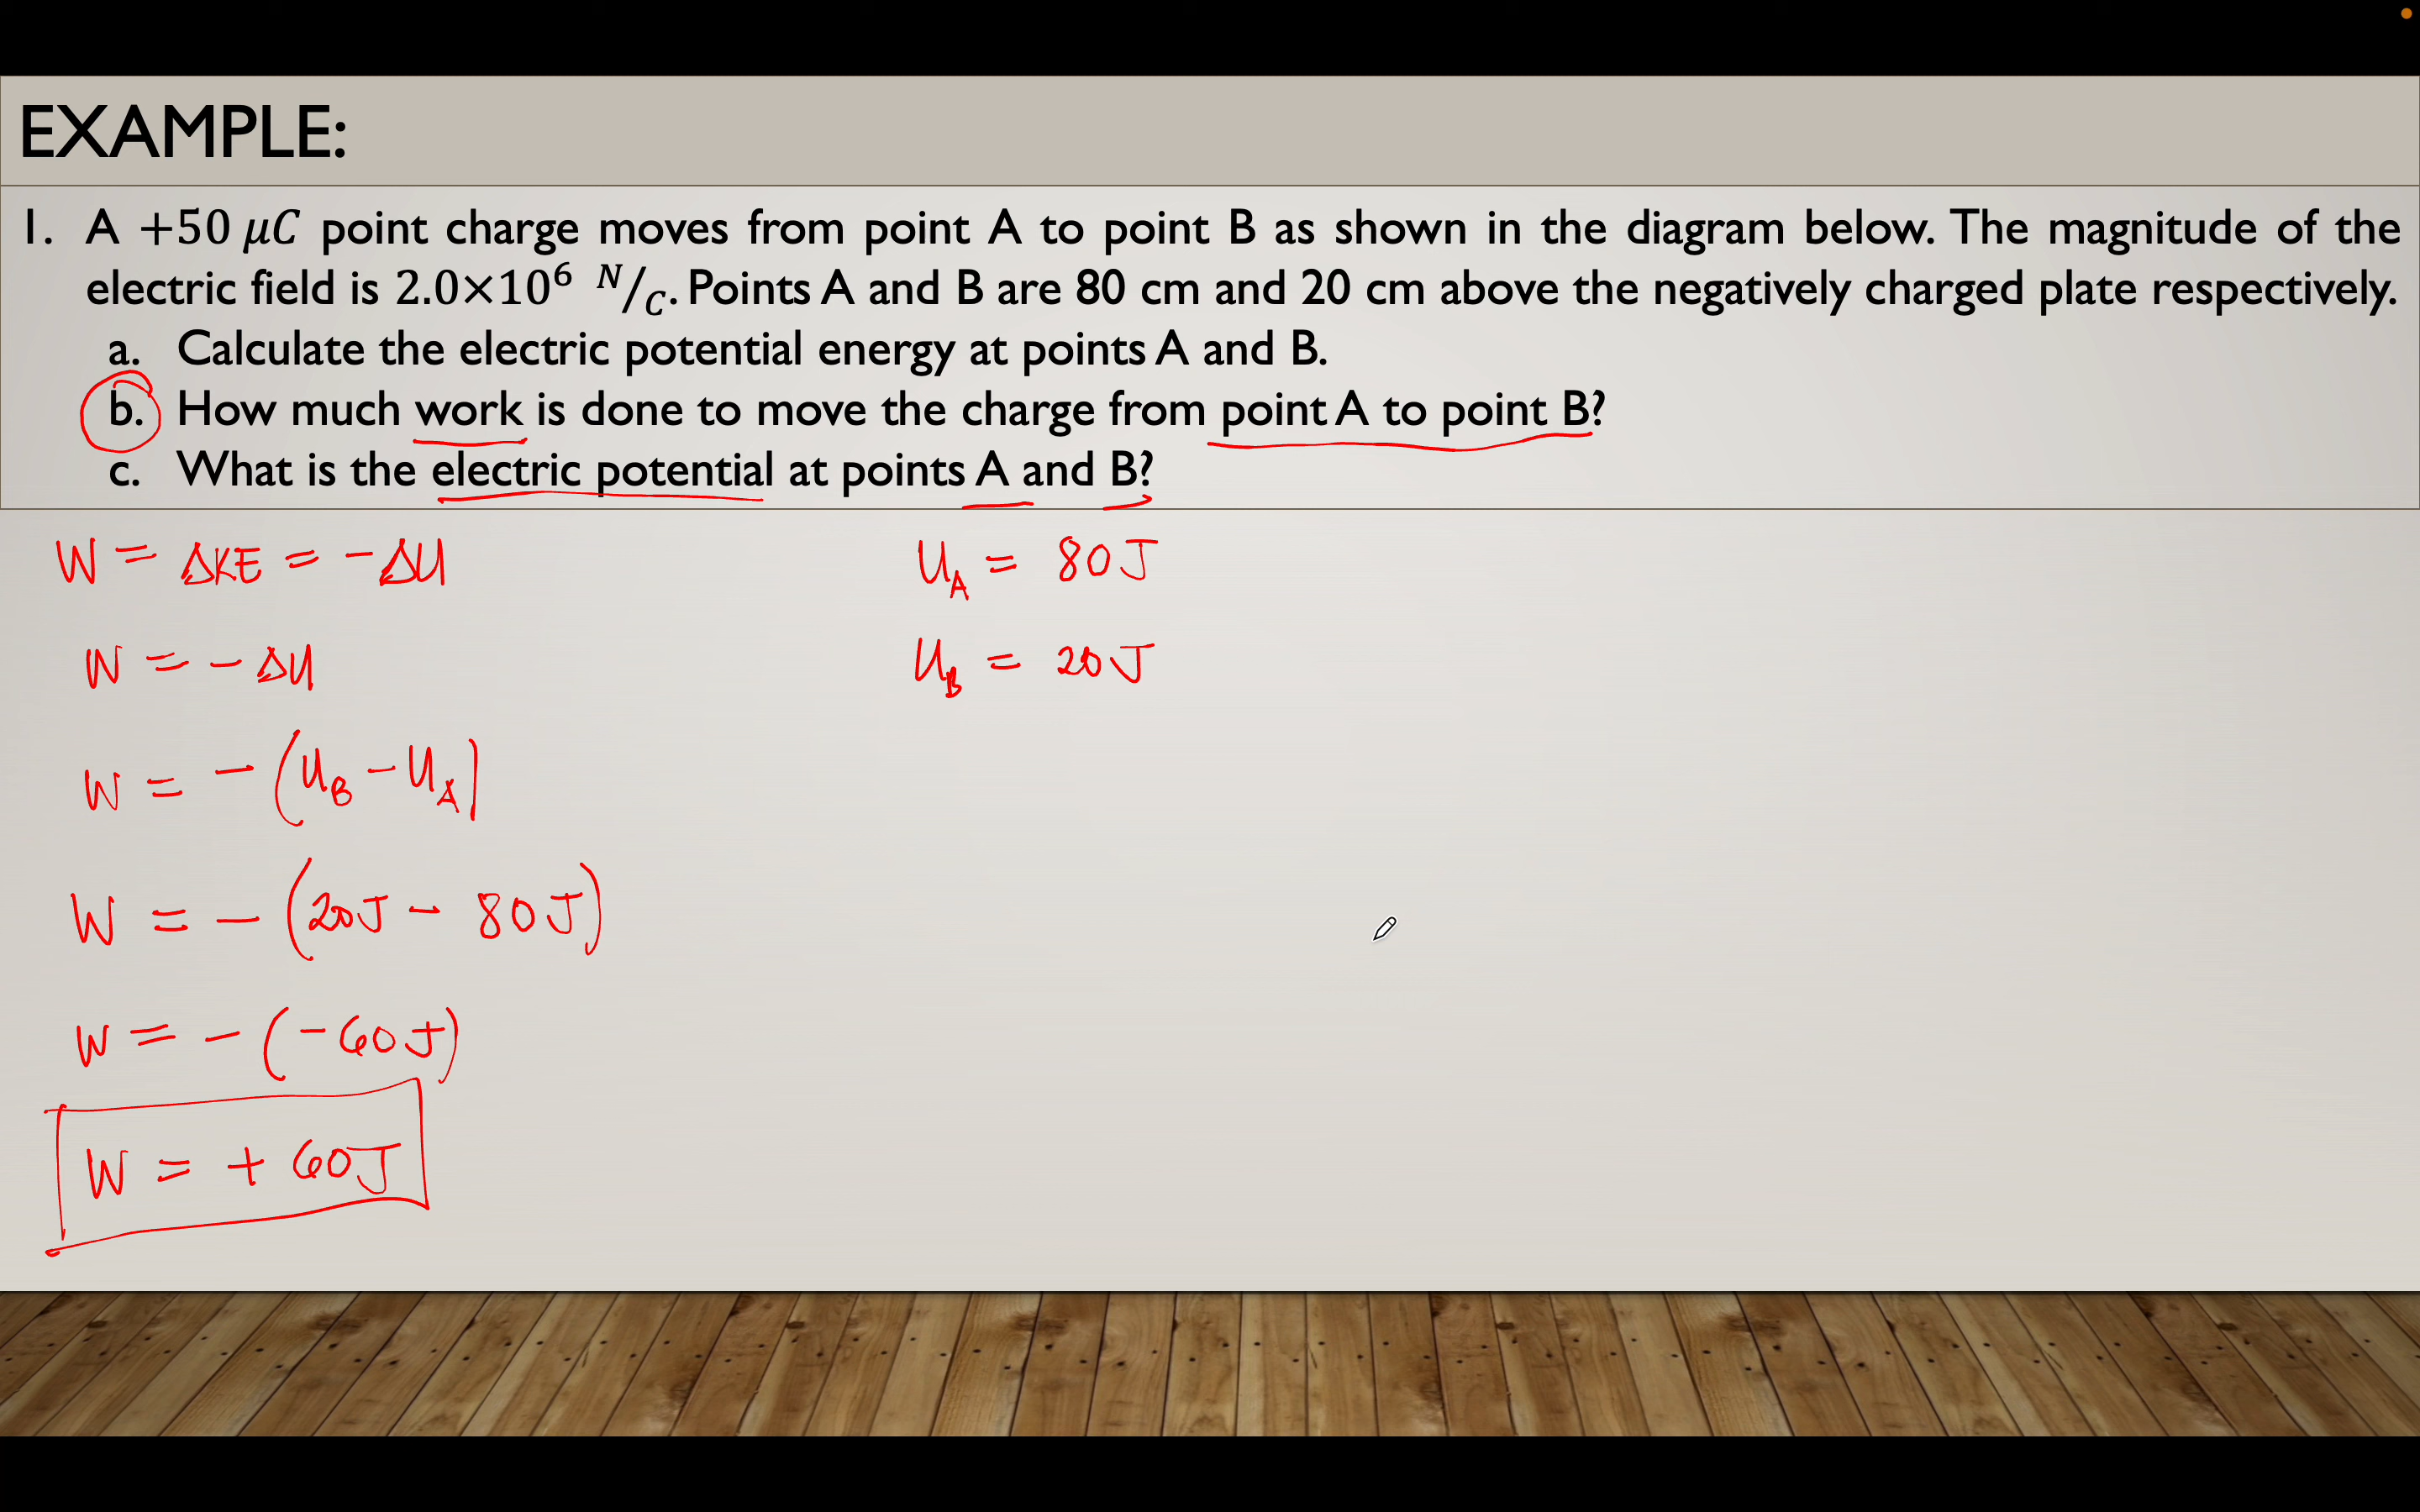 EXAMPLE:
1. A +50 μC point charge moves from point A to point B as shown in the diagram below. The magnitude of the
electric field is 2.0×10⁶ N/C. Points A and B are 80 cm and 20 cm above the negatively charged plate respectively.
a. Calculate the electric potential energy at points A and B.
b. How much work is done to move the charge from point A to point B?
c. What is the electric potential at points A and B?
W = ΔKE = -ΔU
U_A = 80J
W = -ΔU
U_B = 20J
W = -(U_B - U_A)
W = -(20J - 80J)
W = -(-60J)
W = +60J